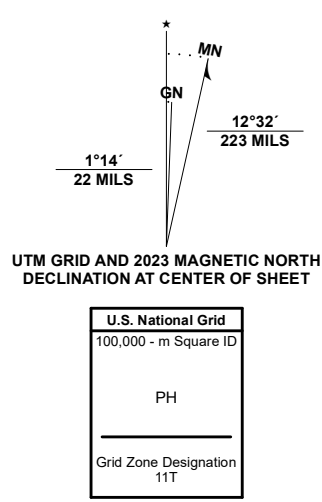 ★
MN
GN
12°32´
223 MILS
1°14´
22 MILS
UTM GRID AND 2023 MAGNETIC NORTH
DECLINATION AT CENTER OF SHEET
U.S. National Grid
100,000 - m Square ID
PH
Grid Zone Designation
11T